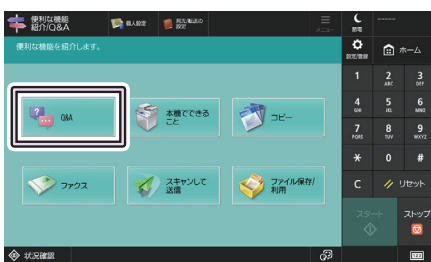 便利な機能
紹介/Q&A
個人設定
宛先/転送の
設定
メニュー
節電
便利な機能を紹介します。
設定/登録
ホーム
Q&A
本機でできる
こと
コピー
ファクス
スキャンして
送信
ファイル保存/
利用
1
2
ABC
3
DEF
4
GHI
5
JKL
6
MNO
7
PQRS
8
TUV
9
WXYZ
*
0
#
C
リセット
スタート
ストップ
状況確認